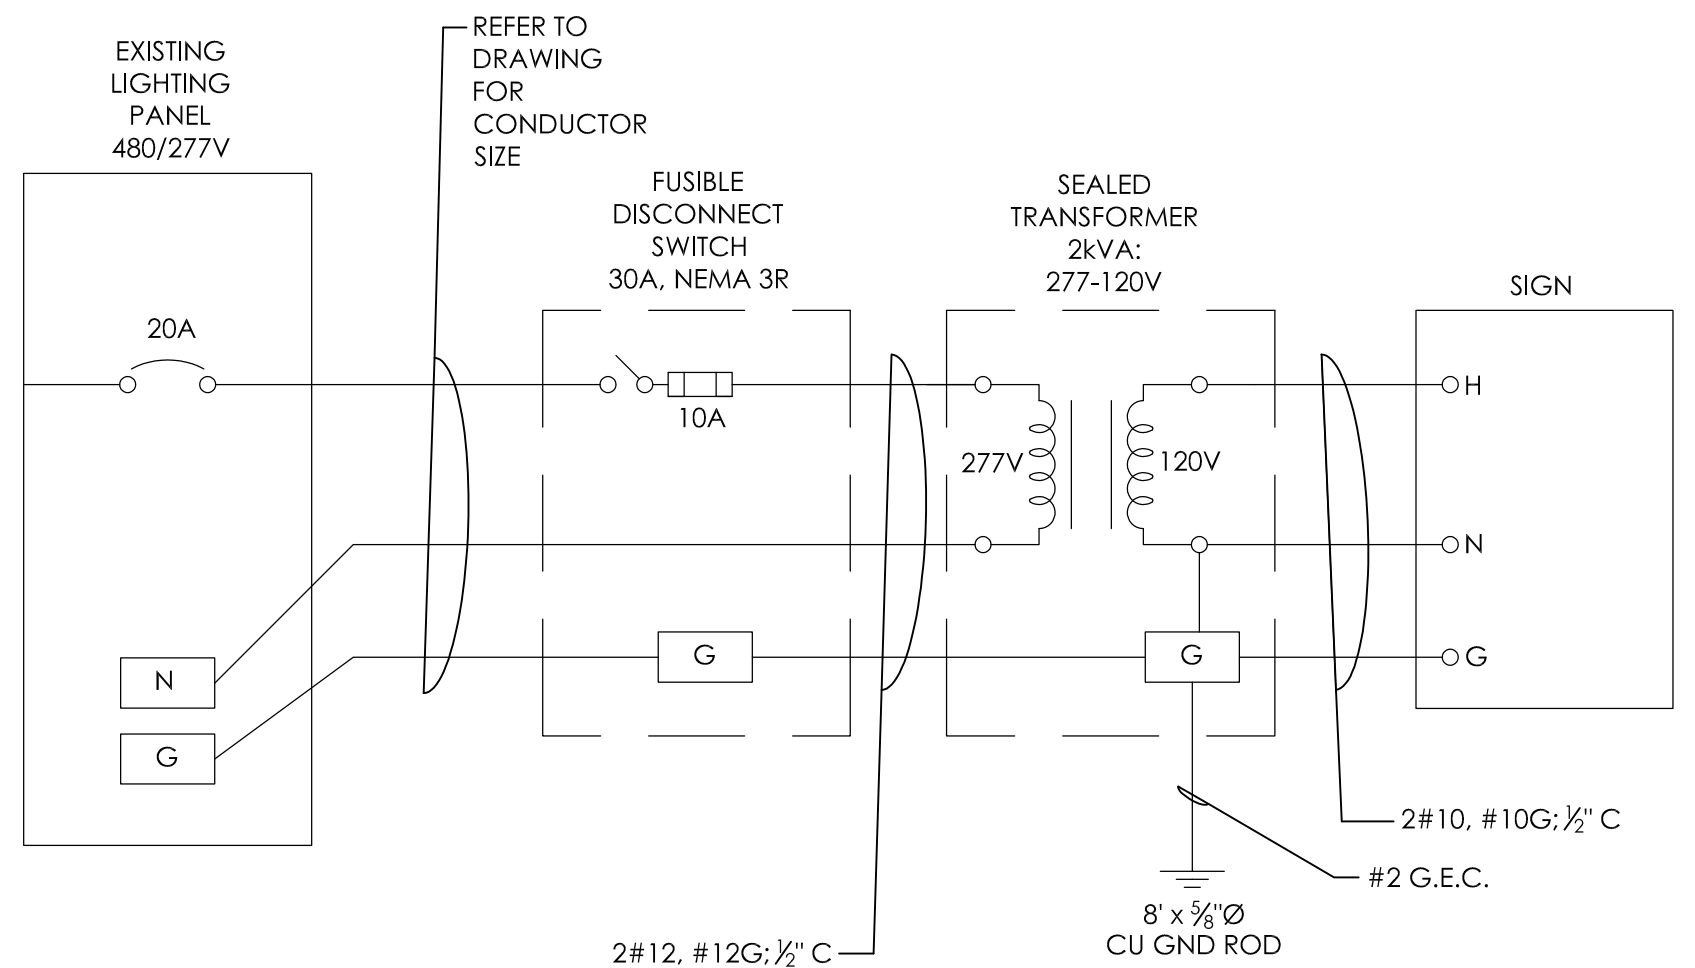 REFER TO
DRAWING
FOR
CONDUCTOR
SIZE
EXISTING
LIGHTING
PANEL
480/277V
FUSIBLE
DISCONNECT
SWITCH
30A, NEMA 3R
SEALED
TRANSFORMER
2kVA:
277-120V
SIGN
20A
10A
H
277V
120V
N
G
G
G
N
G
2#10, #10G; ½" C
#2 G.E.C.
8' x ⅝"Ø
CU GND ROD
2#12, #12G; ½" C